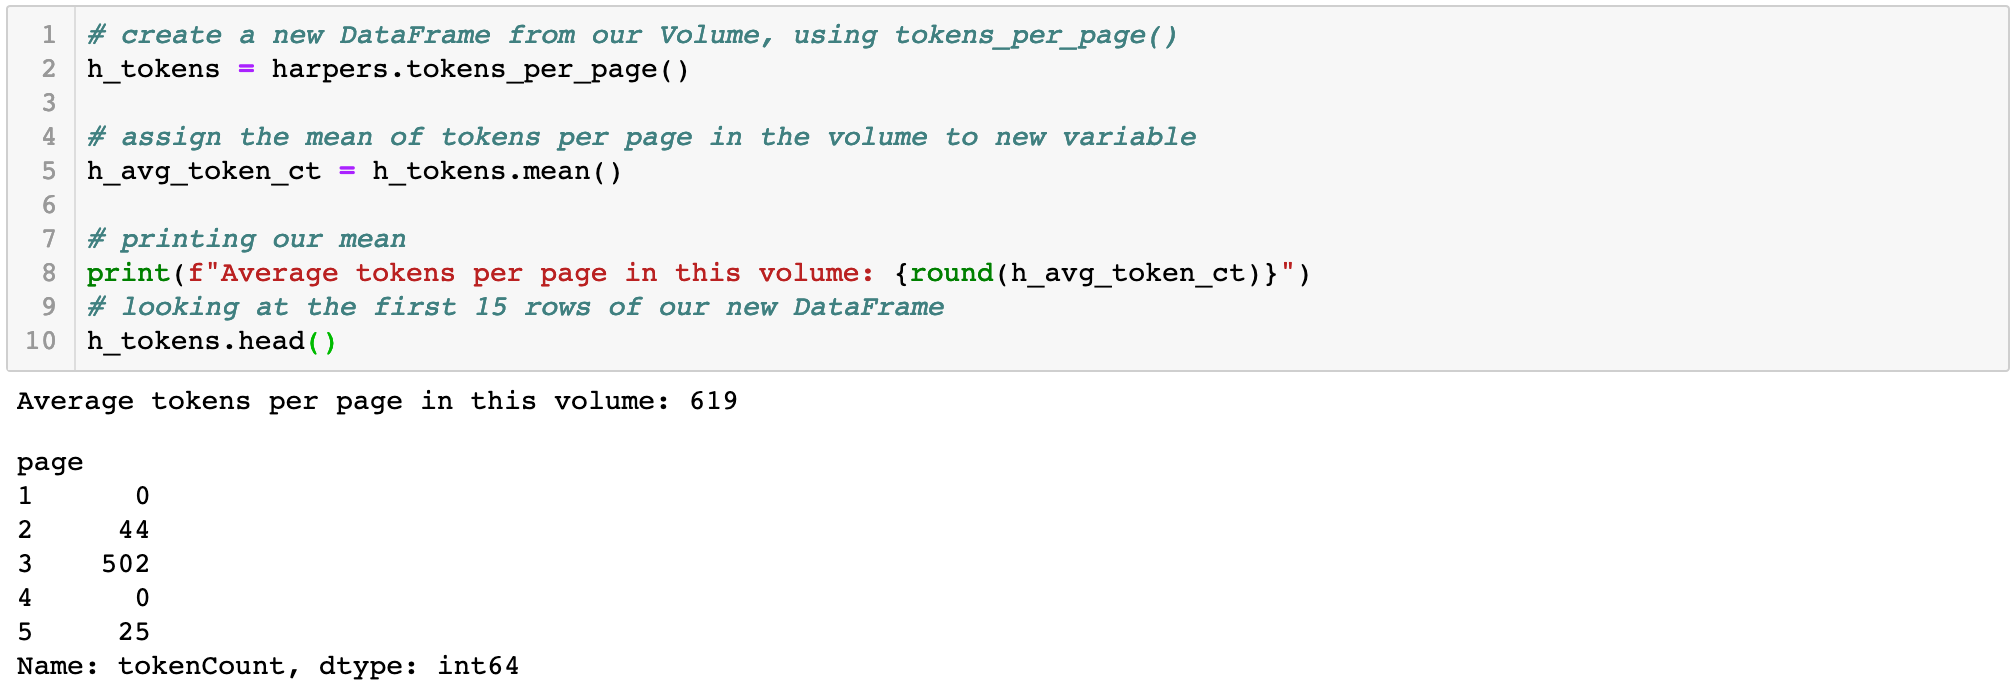 1 # create a new DataFrame from our Volume, using tokens_per_page()
2 h_tokens = harpers.tokens_per_page()
3
4 # assign the mean of tokens per page in the volume to new variable
5 h_avg_token_ct = h_tokens.mean()
6
7 # printing our mean
8 print(f"Average tokens per page in this volume: {round(h_avg_token_ct)}")
9 # looking at the first 15 rows of our new DataFrame
10 h_tokens.head()
Average tokens per page in this volume: 619
page
1 0
2 44
3 502
4 0
5 25
Name: tokenCount, dtype: int64